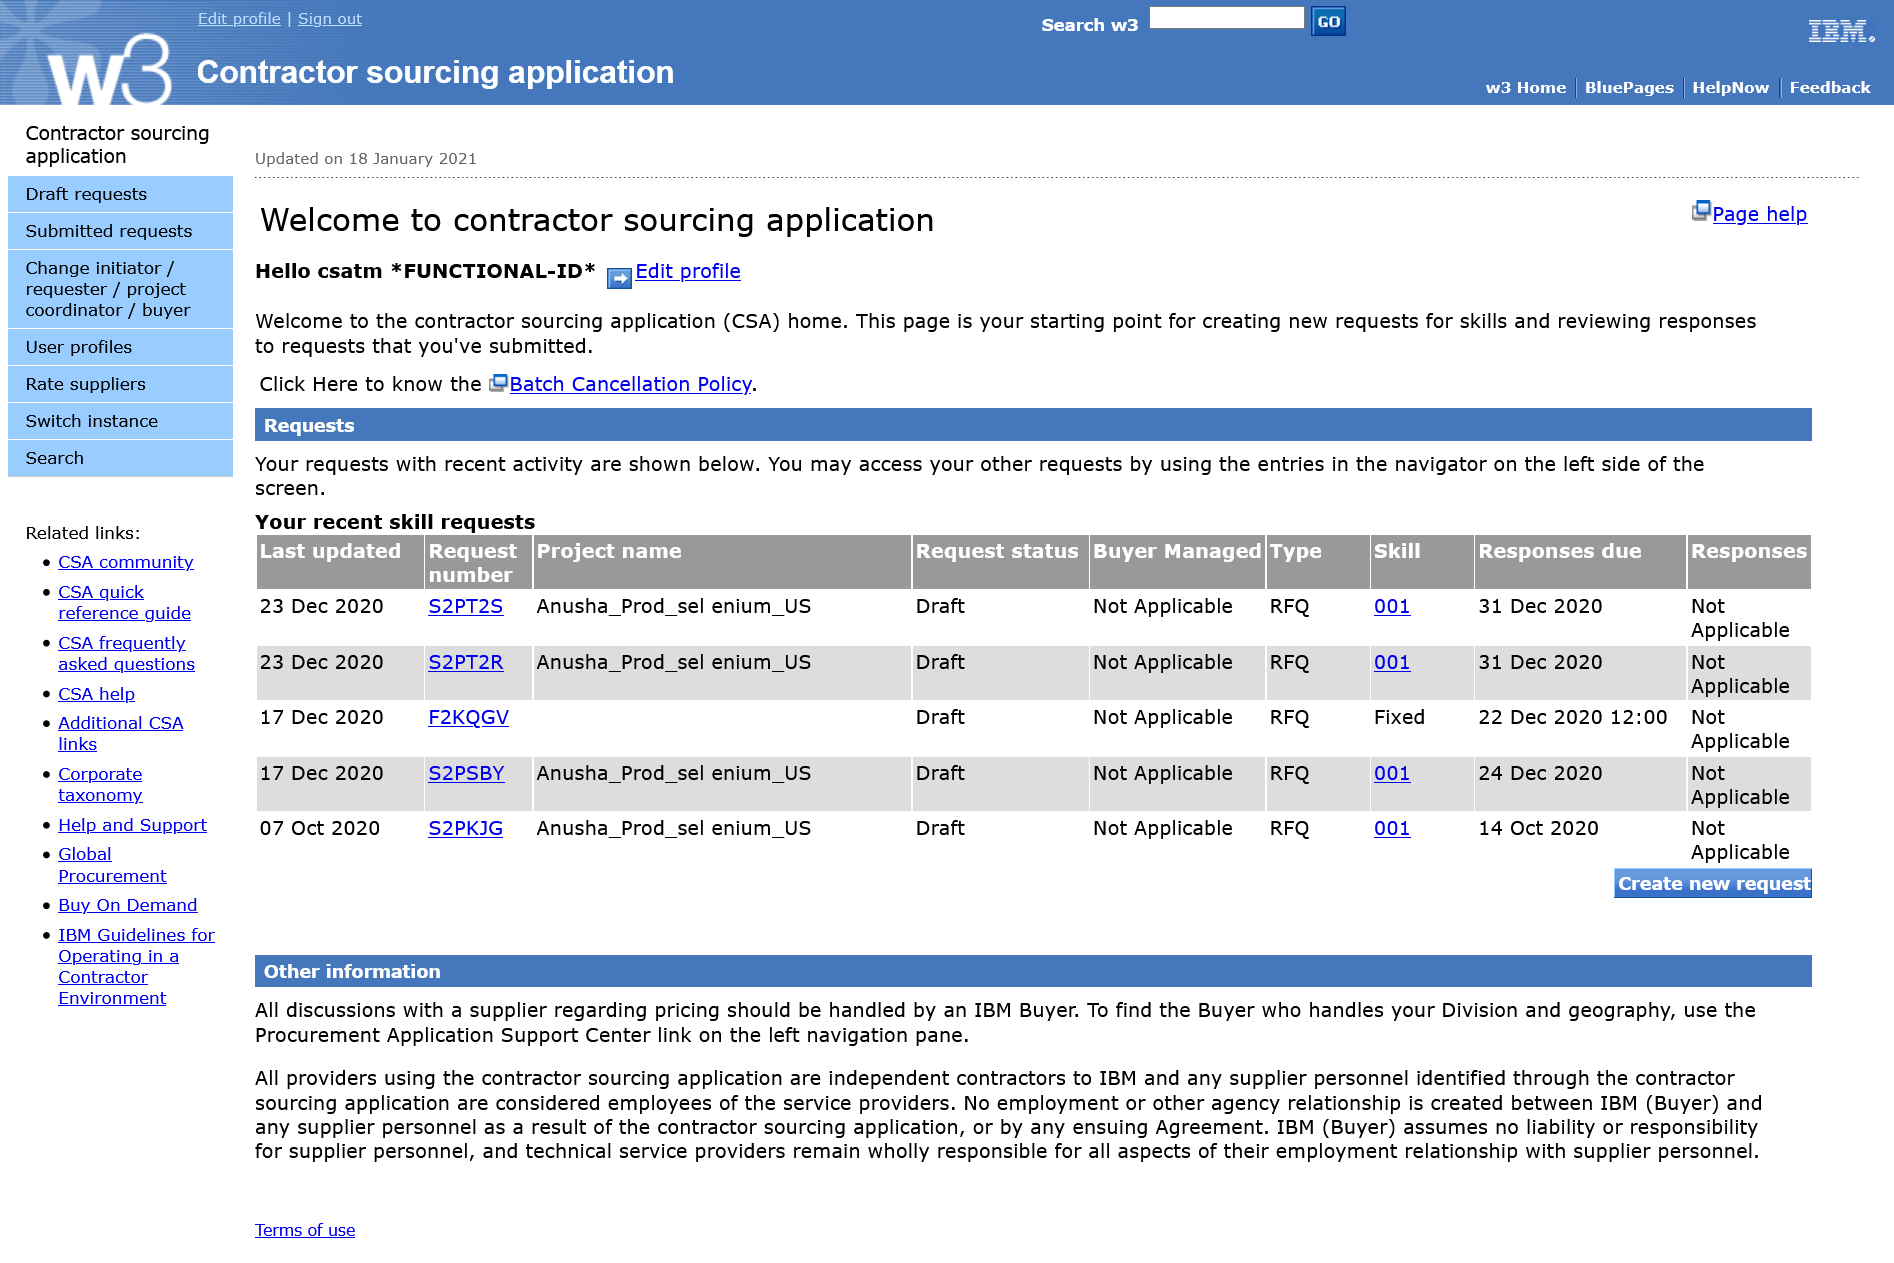 Edit profile | Sign out
Search w3 GO
IBM.
w3 Contractor sourcing application
w3 Home BluePages HelpNow Feedback
Contractor sourcing
application
Draft requests
Submitted requests
Change initiator /
requester / project
coordinator / buyer
User profiles
Rate suppliers
Switch instance
Search
Related links:
• CSA community
• CSA quick
reference guide
• CSA frequently
asked questions
• CSA help
• Additional CSA
links
• Corporate
taxonomy
• Help and Support
• Global
Procurement
• Buy On Demand
• IBM Guidelines for
Operating in a
Contractor
Environment
Updated on 18 January 2021
Welcome to contractor sourcing application
Page help
Hello csatm *FUNCTIONAL-ID* Edit profile
Welcome to the contractor sourcing application (CSA) home. This page is your starting point for creating new requests for skills and reviewing responses
to requests that you've submitted.
Click Here to know the Batch Cancellation Policy.
Requests
Your requests with recent activity are shown below. You may access your other requests by using the entries in the navigator on the left side of the
screen.
Your recent skill requests
Last updated Request number Project name Request status Buyer Managed Type Skill Responses due Responses
23 Dec 2020 S2PT2S Anusha_Prod_sel enium_US Draft Not Applicable RFQ 001 31 Dec 2020 Not Applicable
23 Dec 2020 S2PT2R Anusha_Prod_sel enium_US Draft Not Applicable RFQ 001 31 Dec 2020 Not Applicable
17 Dec 2020 F2KQGV Draft Not Applicable RFQ Fixed 22 Dec 2020 12:00 Not Applicable
17 Dec 2020 S2PSBY Anusha_Prod_sel enium_US Draft Not Applicable RFQ 001 24 Dec 2020 Not Applicable
07 Oct 2020 S2PKJG Anusha_Prod_sel enium_US Draft Not Applicable RFQ 001 14 Oct 2020 Not Applicable
Create new request
Other information
All discussions with a supplier regarding pricing should be handled by an IBM Buyer. To find the Buyer who handles your Division and geography, use the
Procurement Application Support Center link on the left navigation pane.
All providers using the contractor sourcing application are independent contractors to IBM and any supplier personnel identified through the contractor
sourcing application are considered employees of the service providers. No employment or other agency relationship is created between IBM (Buyer) and
any supplier personnel as a result of the contractor sourcing application, or by any ensuing Agreement. IBM (Buyer) assumes no liability or responsibility
for supplier personnel, and technical service providers remain wholly responsible for all aspects of their employment relationship with supplier personnel.
Terms of use